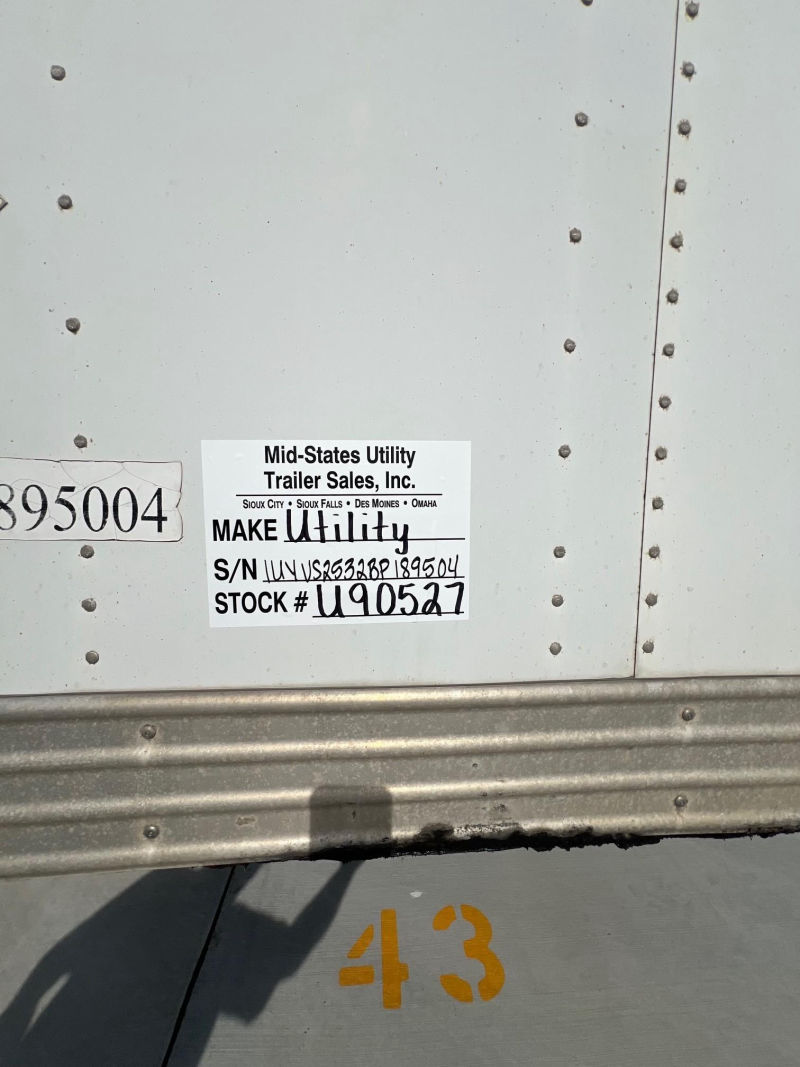 Mid-States Utility
Trailer Sales, Inc.
Sioux City • Sioux Falls • Des Moines • Omaha
MAKE Utility
S/N 1UYVS2532BP189504
STOCK # U90527
895004
43